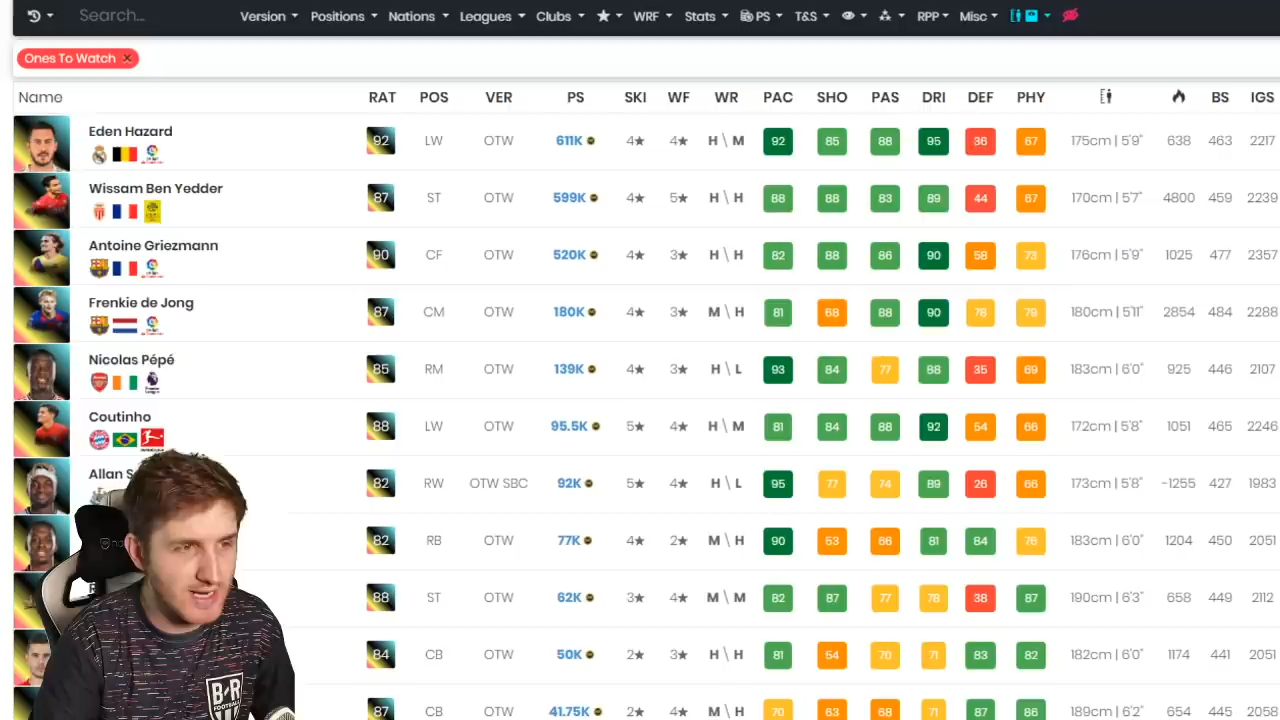 Search... Version Positions Nations Leagues Clubs WRF Stats PS T&S RPP Misc
Ones To Watch ×
Name RAT POS VER PS SKI WF WR PAC SHO PAS DRI DEF PHY BS IGS
Eden Hazard 92 LW OTW 611K 4★ 4★ H \ M 92 85 88 95 36 67 175cm | 5'9" 638 463 2217
Wissam Ben Yedder 87 ST OTW 599K 4★ 5★ H \ H 88 88 83 89 44 67 170cm | 5'7" 4800 459 2239
Antoine Griezmann 90 CF OTW 520K 4★ 3★ H \ H 82 88 86 90 58 73 176cm | 5'9" 1025 477 2357
Frenkie de Jong 87 CM OTW 180K 4★ 3★ M \ H 81 68 88 90 78 79 180cm | 5'11" 2854 484 2288
Nicolas Pépé 85 RM OTW 139K 4★ 3★ H \ L 93 84 77 88 35 69 183cm | 6'0" 925 446 2107
Coutinho 88 LW OTW 95.5K 5★ 4★ H \ M 81 84 88 92 54 66 172cm | 5'8" 1051 465 2246
Allan S 82 RW OTW SBC 92K 5★ 4★ H \ L 95 77 74 89 26 66 173cm | 5'8" -1255 427 1983
82 RB OTW 77K 4★ 2★ M \ H 90 53 66 81 84 76 183cm | 6'0" 1204 450 2051
88 ST OTW 62K 3★ 4★ M \ M 82 87 77 78 38 87 190cm | 6'3" 658 449 2112
84 CB OTW 50K 2★ 3★ H \ H 81 54 70 71 83 82 182cm | 6'0" 1174 441 2051
87 CB OTW 41.75K 2★ 4★ M \ H 70 63 68 71 87 86 189cm | 6'2" 654 445 2058
B R
FOOTBALL